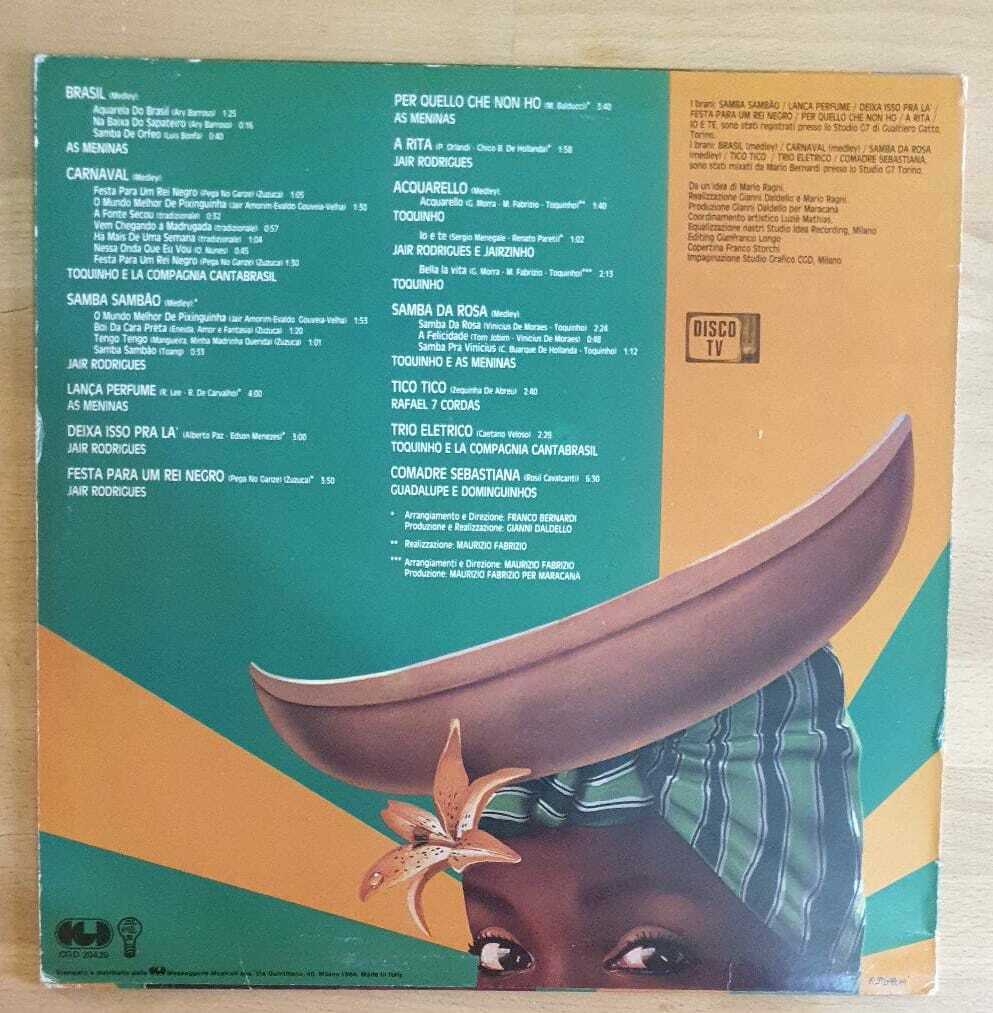 BRASIL (Medley)
Aquarela Do Brasil (Ary Barroso) 1:25
Na Baixa Do Sapateiro (Ary Barroso) 0:16
Samba De Orfeo (Luis Bonfa) 0:40
AS MENINAS
CARNAVAL (Medley)
Festa Para Um Rei Negro (Pega No Ganze) (Zuzuca) 1:05
O Mundo Melhor De Pixinguinha (Jair Amorim-Evaldo Gouveia-Velha) 1:30
A Fonte Secou (tradizionale) 0:32
Vem Chegando a Madrugada (tradizionale) 0:57
Ha Mais De Uma Semana (tradizionale) 1:04
Nessa Onda Que Eu Vou (O. Nunes) 0:45
Festa Para Um Rei Negro (Pega No Ganze) (Zuzuca) 1:30
TOQUINHO E LA COMPAGNIA CANTABRASIL
SAMBA SAMBÃO (Medley)*
O Mundo Melhor De Pixinguinha (Jair Amorim-Evaldo Gouveia-Velha) 1:53
Boi Da Cara Preta (Eneida, Amor e Fantasia) (Zuzuca) 1:20
Tengo Tengo (Mangueira, Minha Madrinha Querida) (Zuzuca) 1:01
Samba Sambão (Toang) 0:33
JAIR RODRIGUES
LANÇA PERFUME (R. Lee - R. De Carvalho)* 4:00
AS MENINAS
DEIXA ISSO PRA LA' (Alberto Paz - Edson Menezes)* 3:00
JAIR RODRIGUES
FESTA PARA UM REI NEGRO (Pega No Ganze) (Zuzuca)* 3:50
JAIR RODRIGUES
PER QUELLO CHE NON HO (M. Balducci)* 3:40
AS MENINAS
A RITA (P. Orlandi - Chico B. De Hollanda)* 1:58
JAIR RODRIGUES
ACQUARELLO (Medley)
Acquarello (G. Morra - M. Fabrizio - Toquinho)** 1:40
TOQUINHO
Io e te (Sergio Menegale - Renato Pareti)* 1:02
JAIR RODRIGUES E JAIRZINHO
Bella la vita (G. Morra - M. Fabrizio - Toquinho)*** 2:13
TOQUINHO
SAMBA DA ROSA (Medley)
Samba Da Rosa (Vinicius De Moraes - Toquinho) 2:24
A Felicidade (Tom Jobim - Vinicius De Moraes) 0:48
Samba Pra Vinicius (C. Buarque De Hollanda - Toquinho) 1:12
TOQUINHO E AS MENINAS
TICO TICO (Zequinha De Abreu) 2:40
RAFAEL 7 CORDAS
TRIO ELETRICO (Caetano Veloso) 2:29
TOQUINHO E LA COMPAGNIA CANTABRASIL
COMADRE SEBASTIANA (Rosil Cavalcanti) 6:30
GUADALUPE E DOMINGUINHOS
* Arrangiamento e Direzione: FRANCO BERNARDI
Produzione e Realizzazione: GIANNI DALDELLO
** Realizzazione: MAURIZIO FABRIZIO
*** Arrangiamenti e Direzione: MAURIZIO FABRIZIO
Produzione: MAURIZIO FABRIZIO PER MARACANA
I brani: SAMBA SAMBÃO / LANÇA PERFUME / DEIXA ISSO PRA LA' /
FESTA PARA UM REI NEGRO / PER QUELLO CHE NON HO / A RITA /
IO E TE, sono stati registrati presso lo Studio G7 di Gualtiero Gatto,
Torino.
I brani: BRASIL (medley) / CARNAVAL (medley) / SAMBA DA ROSA
(medley) / TICO TICO / TRIO ELETRICO / COMADRE SEBASTIANA,
sono stati mixati da Mario Bernardi presso lo Studio G7 Torino.
Da un'idea di Mario Ragni.
Realizzazione Gianni Daldello e Mario Ragni.
Produzione Gianni Daldello per Maracana
Coordinamento artistico Luzië Mathias.
Equalizzazione nastri Studio Idea Recording, Milano
Editing Gianfranco Longo
Copertina Franco Storchi
Impaginazione Studio Grafico CGD, Milano
DISCO
TV
CGD
CGD 20429
Stampato e distribuito dalla CGD Messaggerie Musicali spa. Via Quintiliano, 40, Milano 1984. Made in Italy